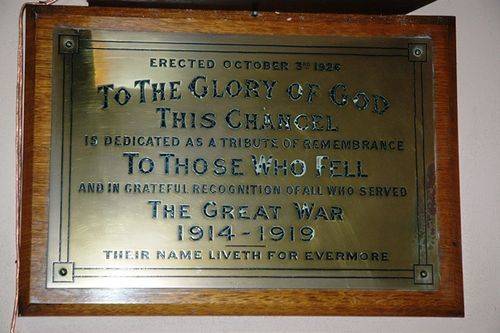 ERECTED OCTOBER 3RD 1926
TO THE GLORY OF GOD
THIS CHANCEL
IS DEDICATED AS A TRIBUTE OF REMEMBRANCE
TO THOSE WHO FELL
AND IN GRATEFUL RECOGNITION OF ALL WHO SERVED
THE GREAT WAR
1914-1919
THEIR NAME LIVETH FOR EVERMORE